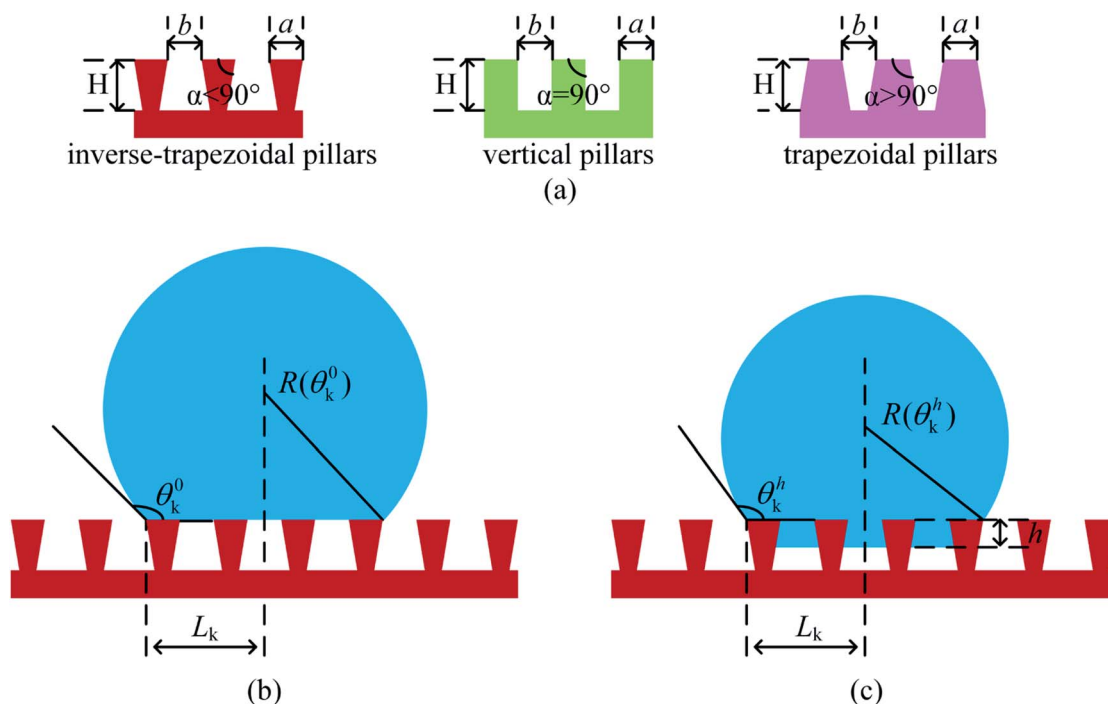 b a b a b a
H α<90° H α=90° H α>90°
inverse-trapezoidal pillars vertical pillars trapezoidal pillars
(a)
R(θ_k^0) R(θ_k^h)
θ_k^0 θ_k^h
h
L_k L_k
(b) (c)